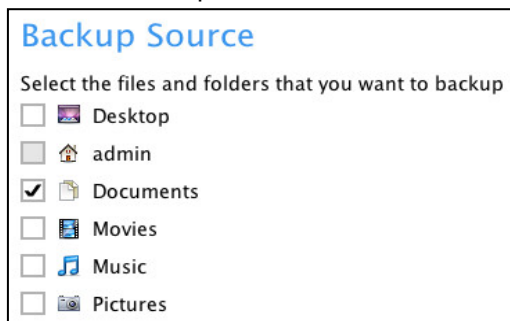 Backup Source
Select the files and folders that you want to backup
Desktop
admin
Documents
Movies
Music
Pictures